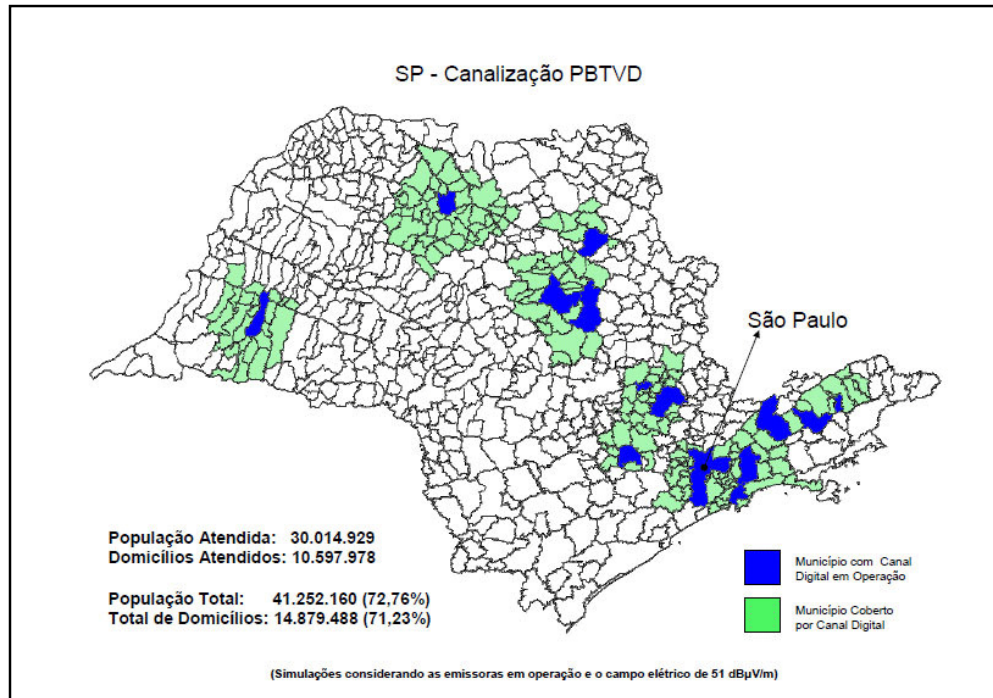 SP - Canalização PBTVD
São Paulo
População Atendida: 30.014.929
Domicílios Atendidos: 10.597.978
População Total: 41.252.160 (72,76%)
Total de Domicílios: 14.879.488 (71,23%)
Município com Canal
Digital em Operação
Município Coberto
por Canal Digital
(Simulações considerando as emissoras em operação e o campo elétrico de 51 dBµV/m)